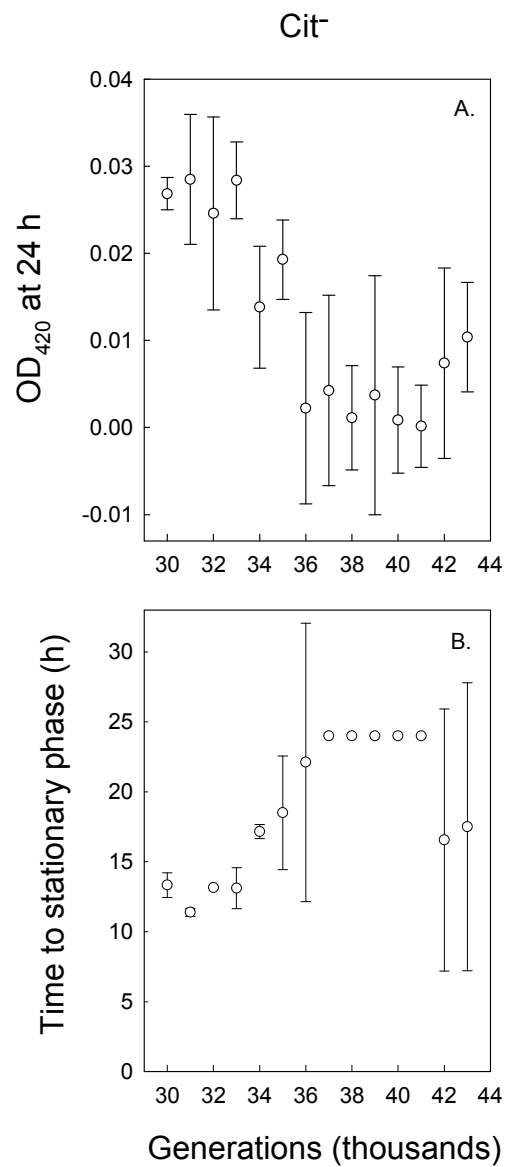 Cit⁻
A.
OD₄₂₀ at 24 h
0.04
0.03
0.02
0.01
0.00
-0.01
30 32 34 36 38 40 42 44
B.
Time to stationary phase (h)
30
25
20
15
10
5
0
30 32 34 36 38 40 42 44
Generations (thousands)